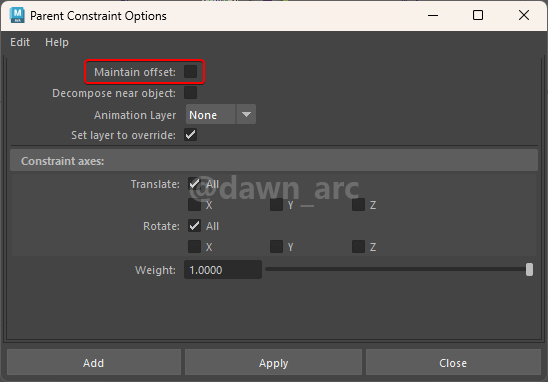 Parent Constraint Options
Edit Help
Maintain offset:
Decompose near object:
Animation Layer None
Set layer to override:
Constraint axes:
Translate: All
@dawn_arc
X Y Z
Rotate: All
X Y Z
Weight: 1.0000
Add Apply Close